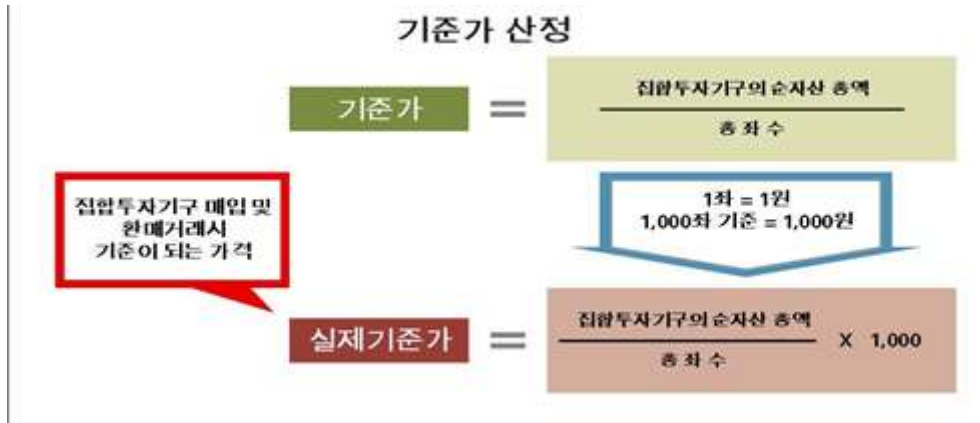 기준가 산정
기준가 =
집합투자기구의 순자산 총액
총 좌 수
집합투자기구 매입 및
환매거래시
기준이 되는 가격
1좌 = 1원
1,000좌 기준 = 1,000원
실제기준가 =
집합투자기구의 순자산 총액
총 좌 수
X 1,000